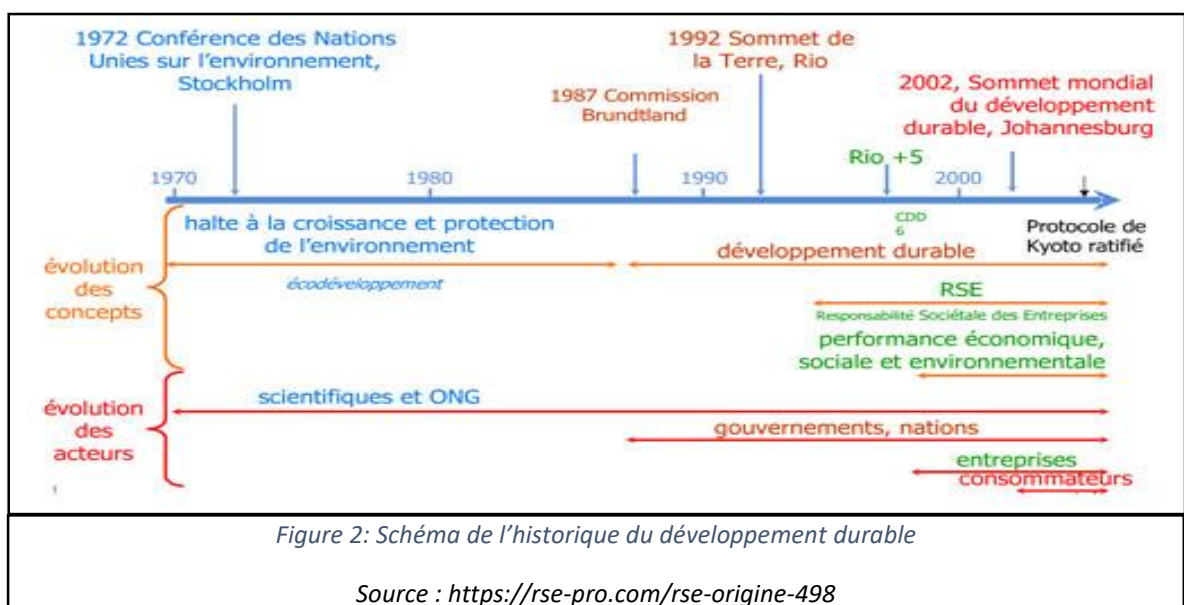 1972 Conférence des Nations
Unies sur l'environnement,
Stockholm
1987 Commission
Brundtland
1992 Sommet de
la Terre, Rio
2002, Sommet mondial
du développement
durable, Johannesburg
Rio +5
1970
1980
1990
2000
CDD
6
Protocole de
Kyoto ratifié
évolution
des
concepts
halte à la croissance et protection
de l'environnement
écodéveloppement
développement durable
RSE
Responsabilité Sociétale des Entreprises
performance économique,
sociale et environnementale
évolution
des
acteurs
scientifiques et ONG
gouvernements, nations
entreprises
consommateurs
Figure 2: Schéma de l'historique du développement durable
Source : https://rse-pro.com/rse-origine-498